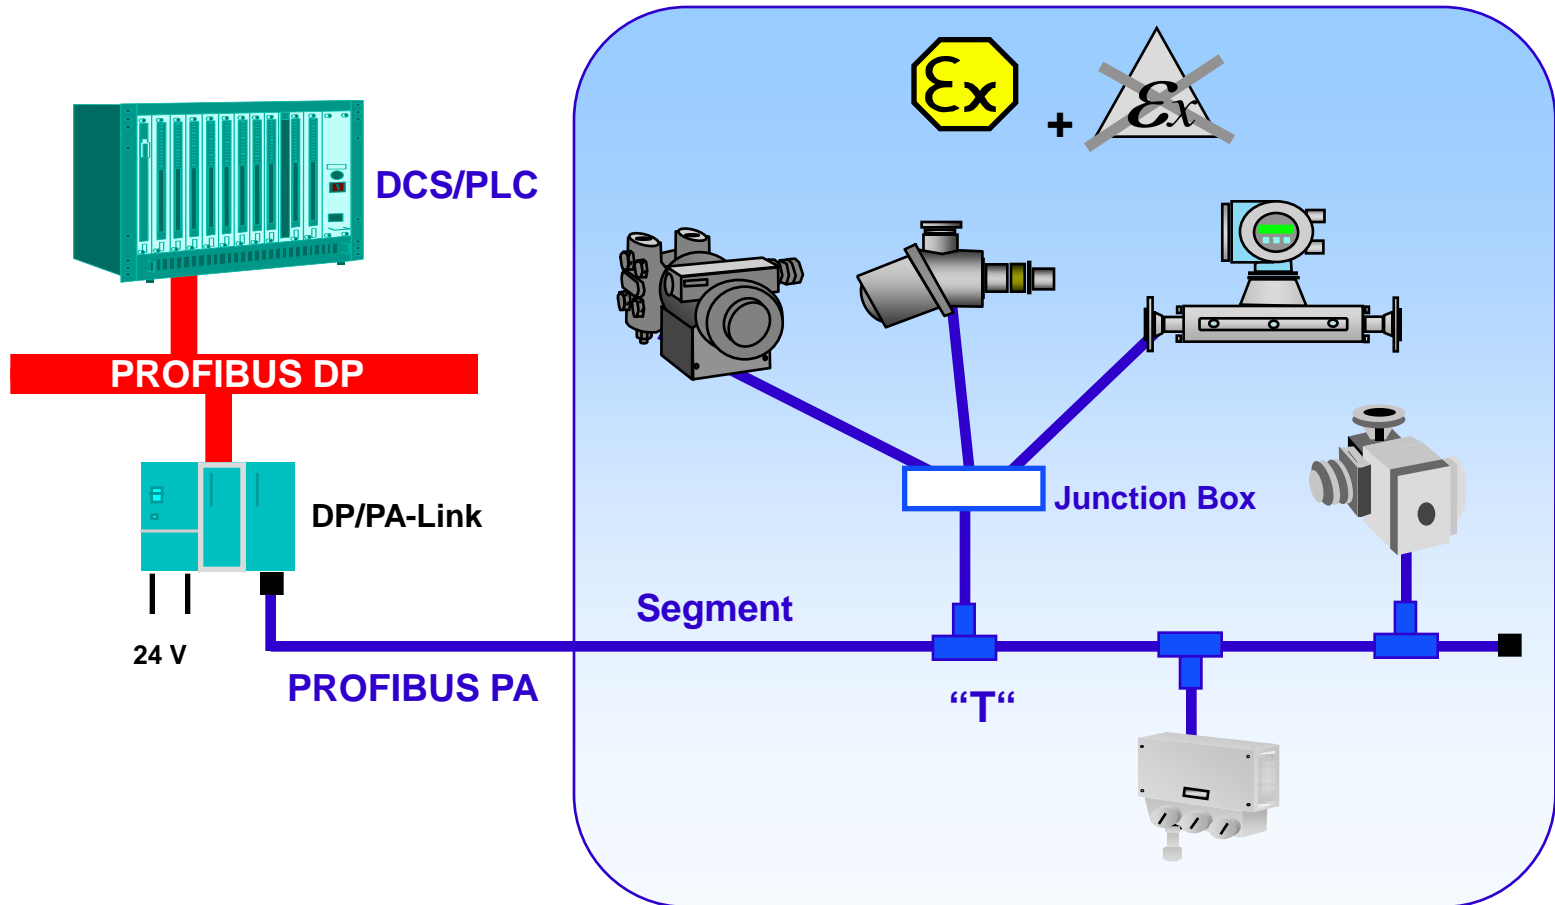 Ex
+
Ex
DCS/PLC
PROFIBUS DP
DP/PA-Link
Junction Box
Segment
24 V
PROFIBUS PA
“T“